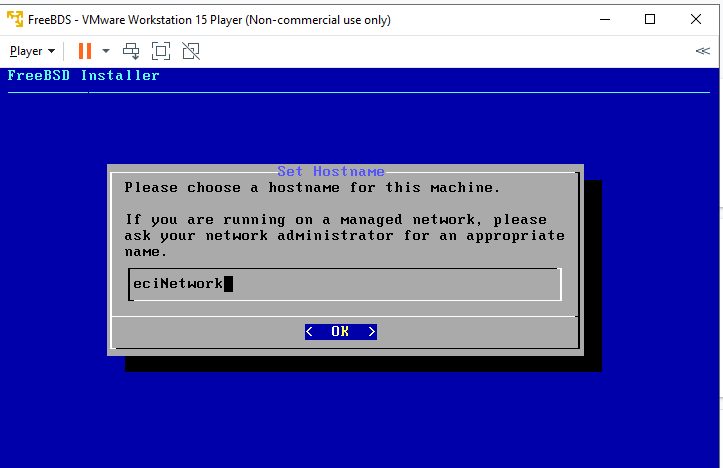 FreeBDS - VMware Workstation 15 Player (Non-commercial use only)
Player
FreeBSD Installer
Set Hostname
Please choose a hostname for this machine.
If you are running on a managed network, please
ask your network administrator for an appropriate
name.
eciNetwork
< OK >